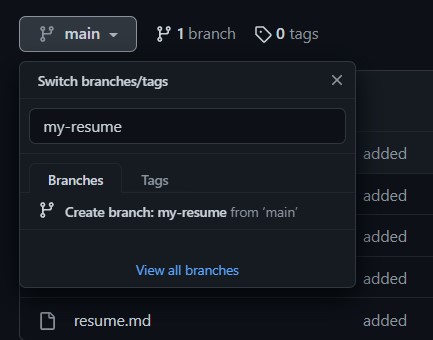 main 1 branch 0 tags
Switch branches/tags
my-resume
Branches Tags
added
Create branch: my-resume from ‘main’
added
added
View all branches
added
resume.md added